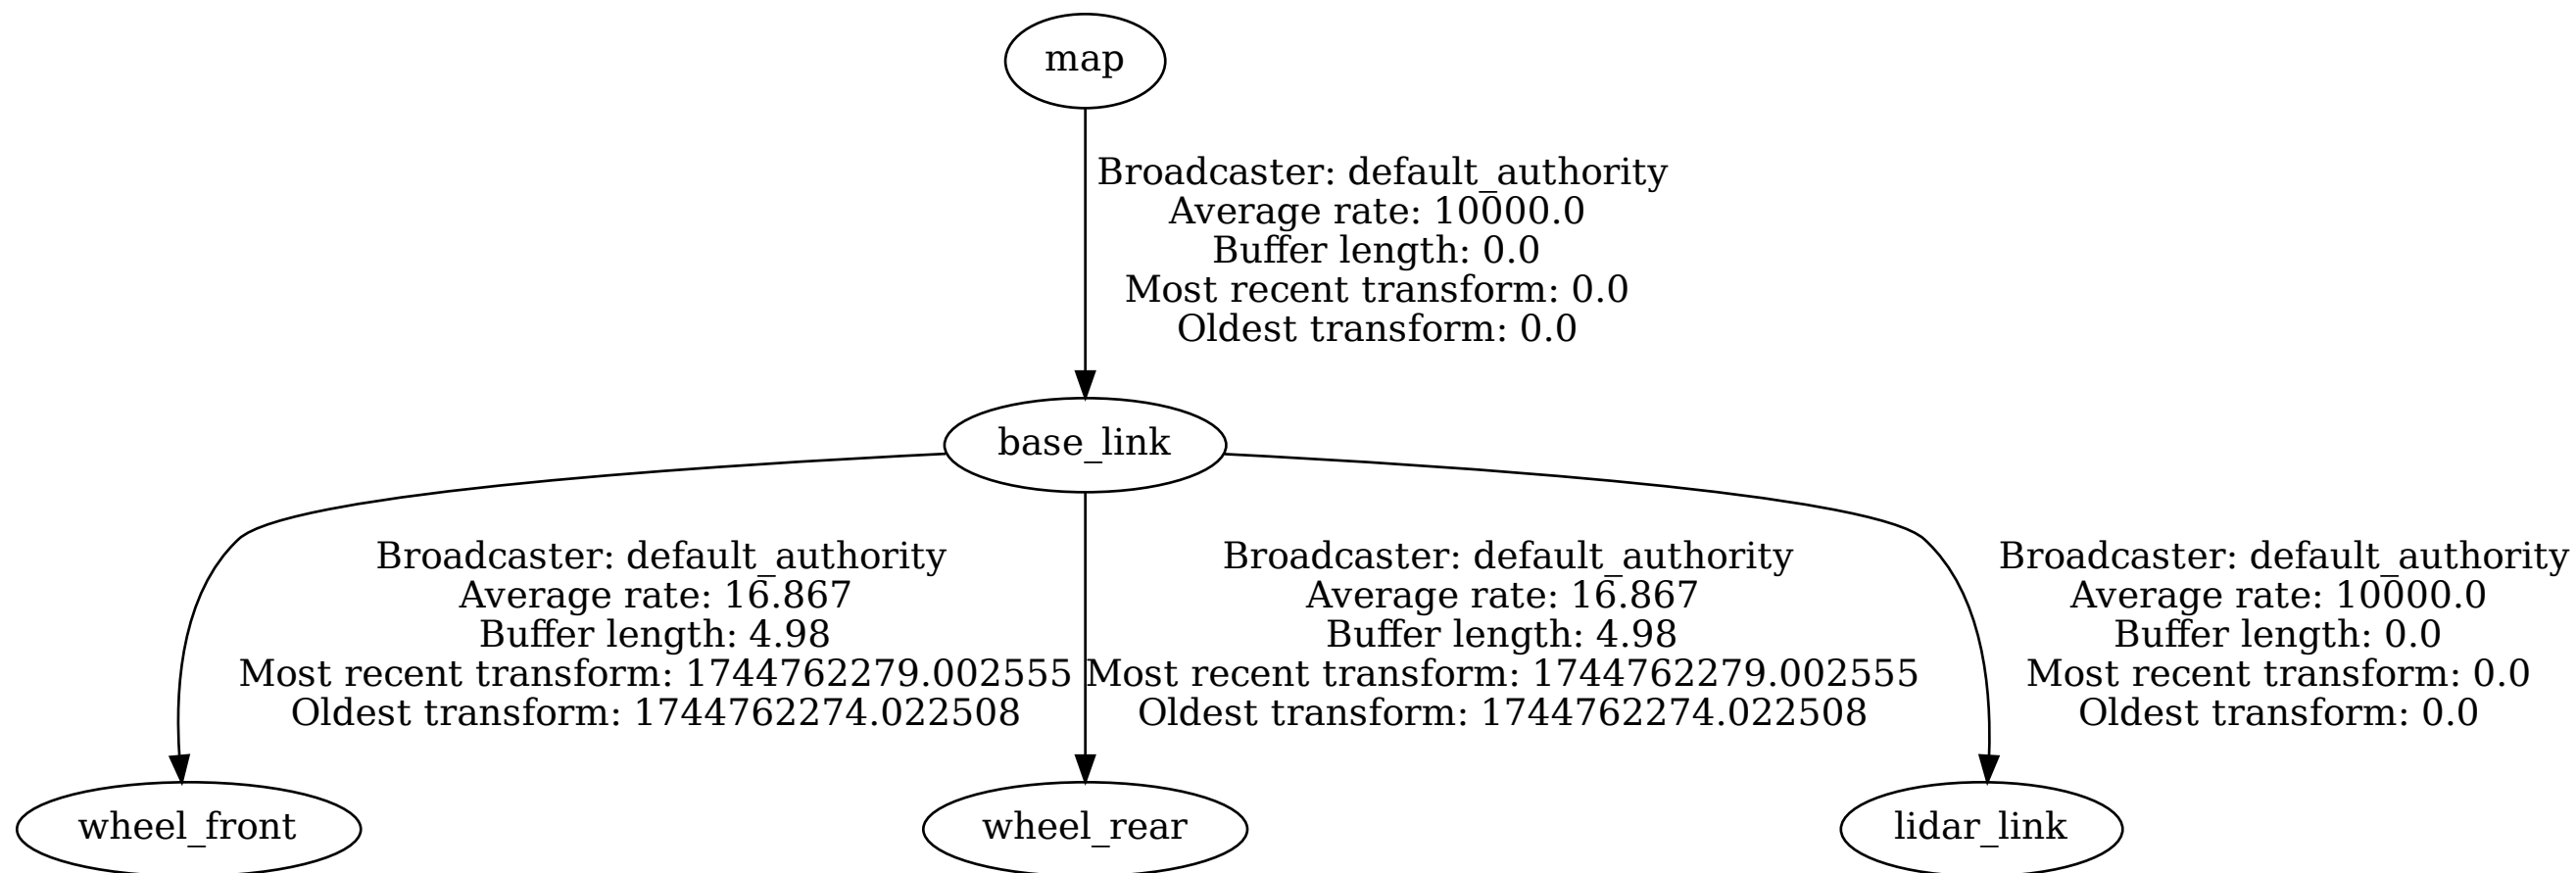 map
Broadcaster: default_authority
Average rate: 10000.0
Buffer length: 0.0
Most recent transform: 0.0
Oldest transform: 0.0
base_link
Broadcaster: default_authority
Average rate: 16.867
Buffer length: 4.98
Most recent transform: 1744762279.002555
Oldest transform: 1744762274.022508
Broadcaster: default_authority
Average rate: 16.867
Buffer length: 4.98
Most recent transform: 1744762279.002555
Oldest transform: 1744762274.022508
Broadcaster: default_authority
Average rate: 10000.0
Buffer length: 0.0
Most recent transform: 0.0
Oldest transform: 0.0
wheel_front
wheel_rear
lidar_link